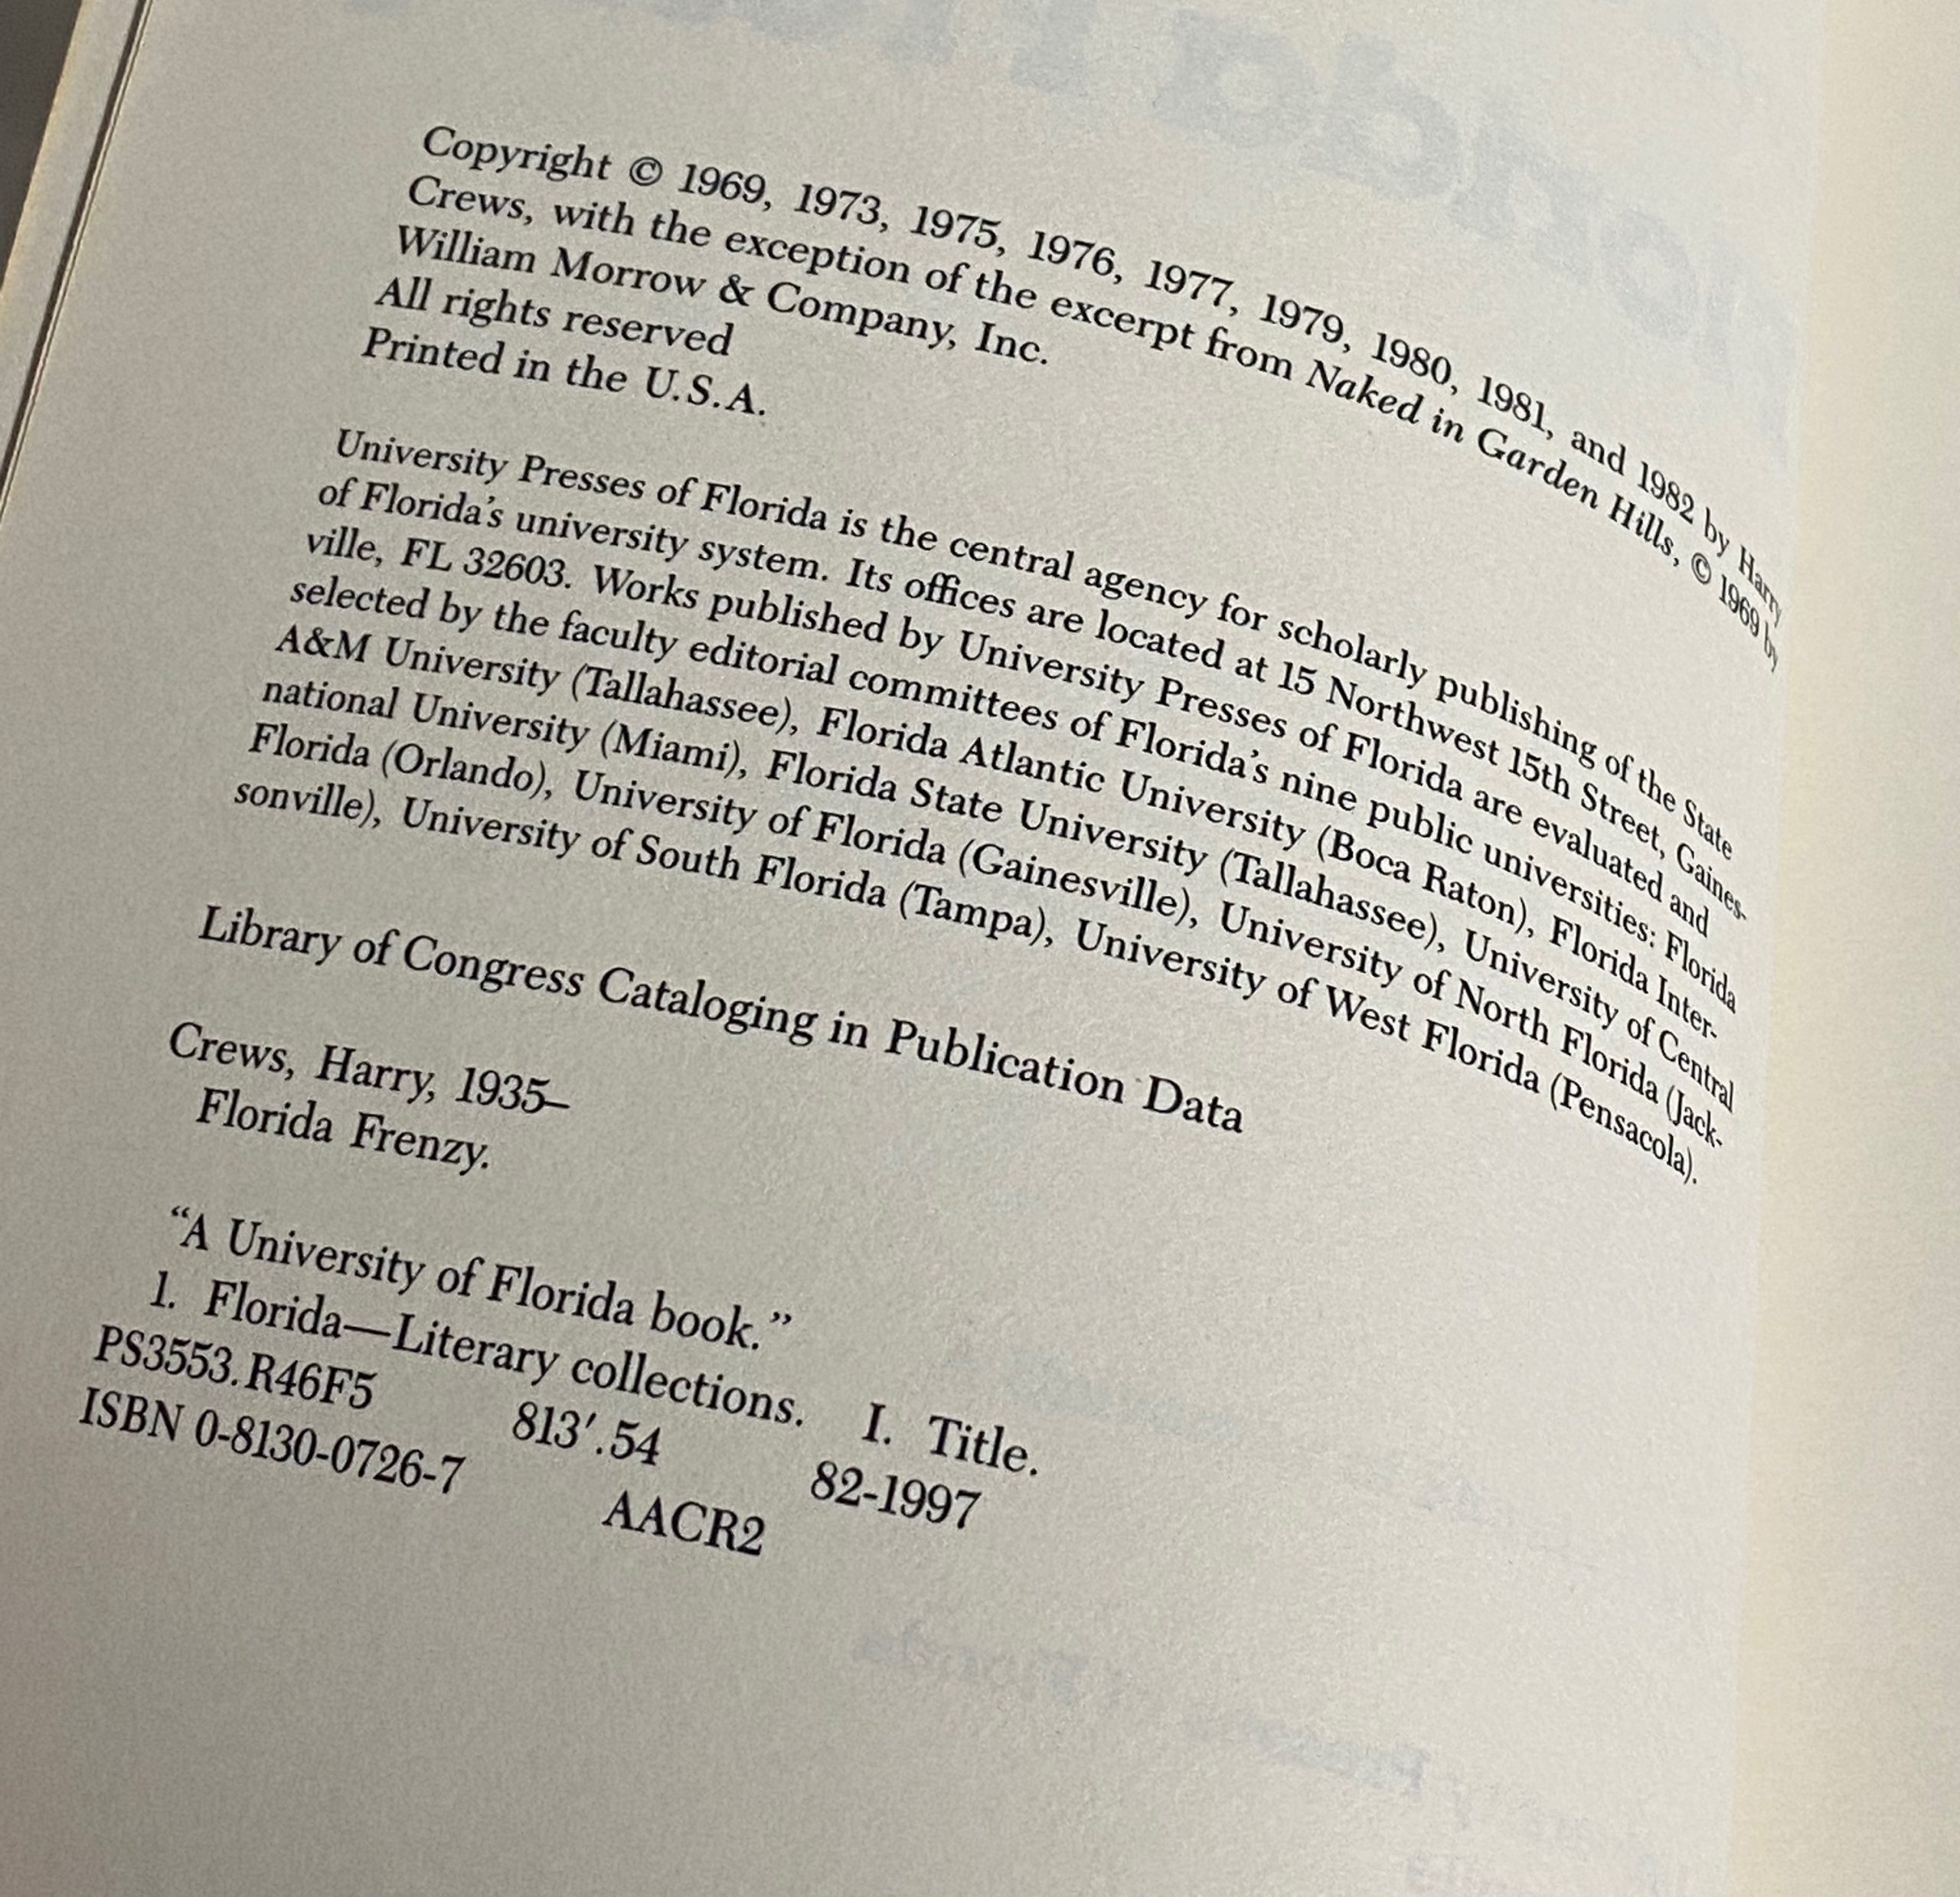 Copyright © 1969, 1973, 1975, 1976, 1977, 1979, 1980, 1981, and 1982 by Harry
Crews, with the exception of the excerpt from Naked in Garden Hills, © 1969 by
William Morrow & Company, Inc.
All rights reserved
Printed in the U.S.A.
University Presses of Florida is the central agency for scholarly publishing of the State
of Florida's university system. Its offices are located at 15 Northwest 15th Street, Gaines-
ville, FL 32603. Works published by University Presses of Florida are evaluated and
selected by the faculty editorial committees of Florida's nine public universities: Florida
A&M University (Tallahassee), Florida Atlantic University (Boca Raton), Florida Inter-
national University (Miami), Florida State University (Tallahassee), University of Central
Florida (Orlando), University of Florida (Gainesville), University of North Florida (Jack-
sonville), University of South Florida (Tampa), University of West Florida (Pensacola).
Library of Congress Cataloging in Publication Data
Crews, Harry, 1935–
Florida Frenzy.
“A University of Florida book.”
1. Florida—Literary collections. I. Title.
PS3553.R46F5 813′.54 82-1997
ISBN 0-8130-0726-7 AACR2